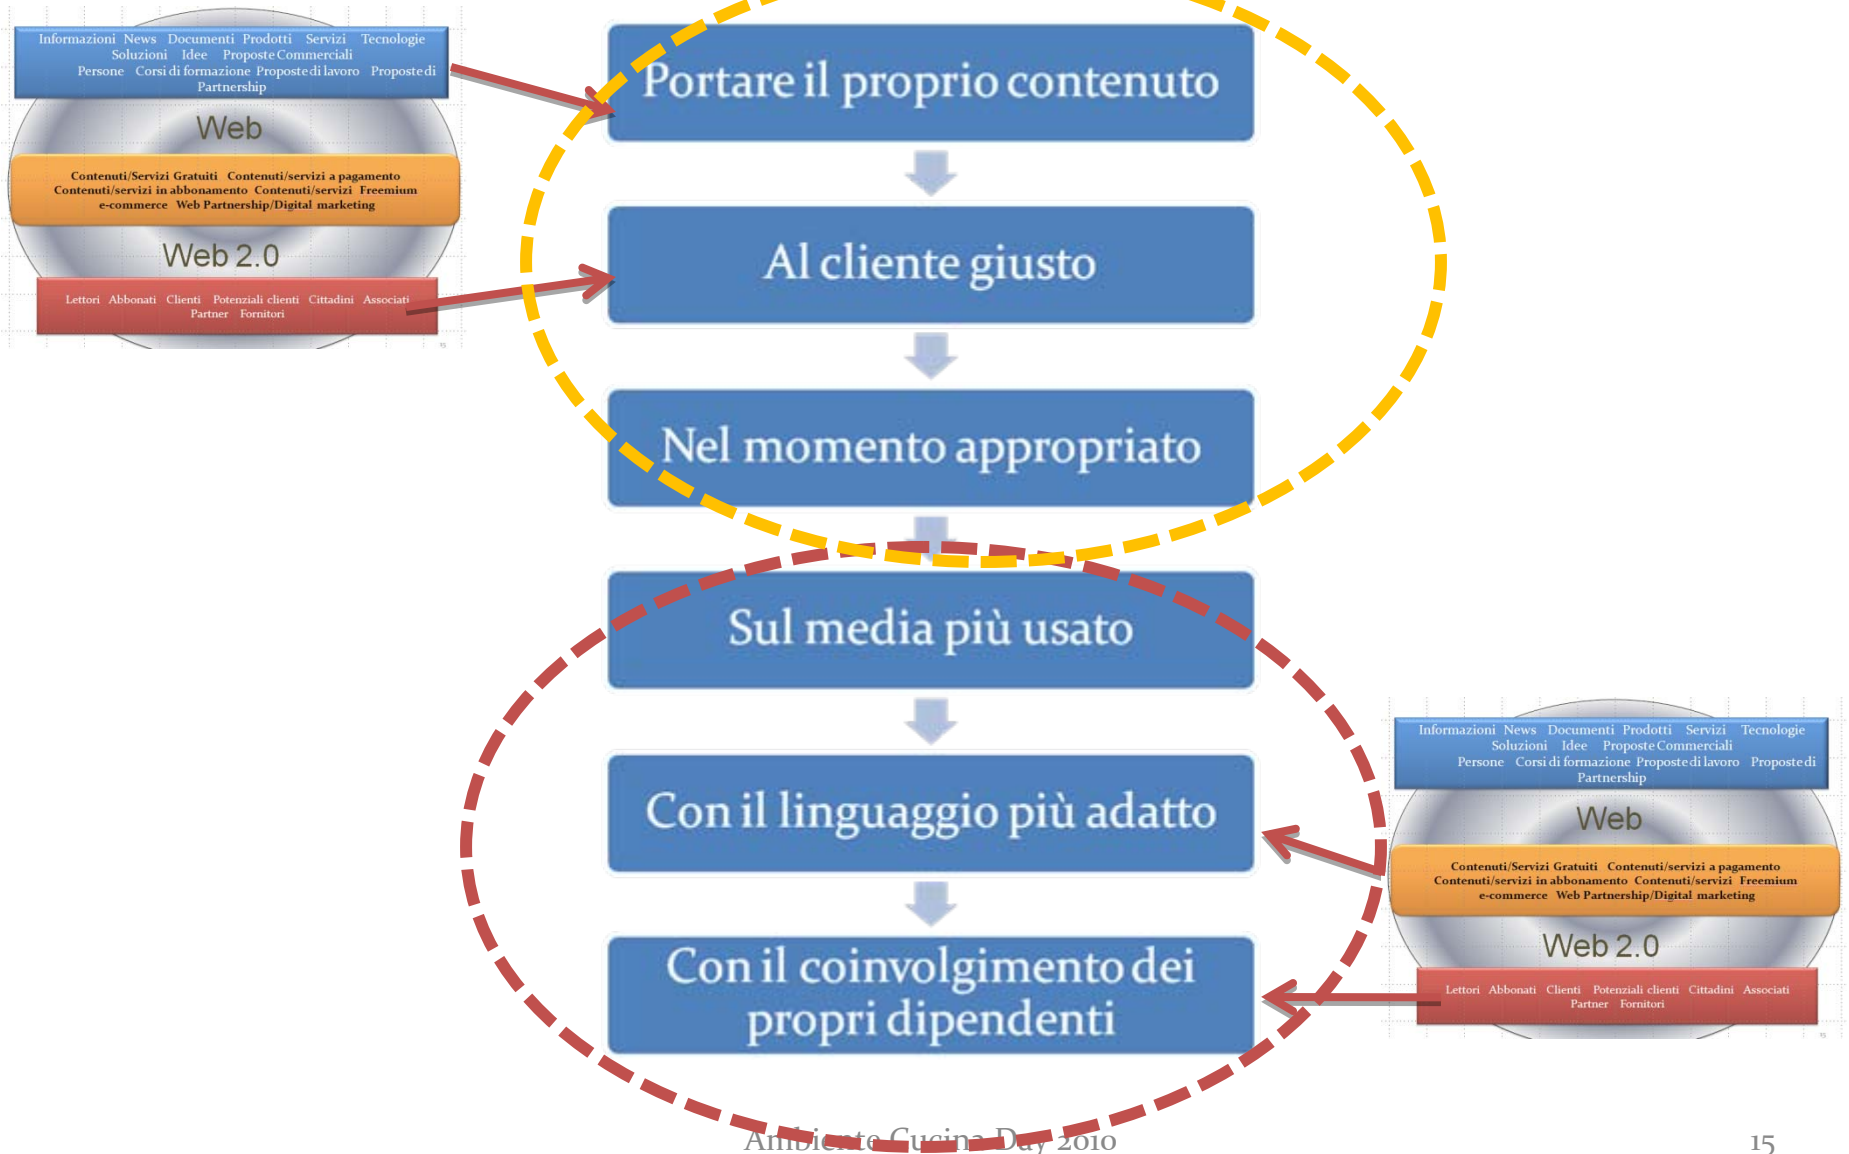 Informazioni News Documenti Prodotti Servizi Tecnologie
Soluzioni Idee Proposte Commerciali
Persone Corsi di formazione Proposte di lavoro Proposte di
Partnership
Web
Contenuti/Servizi Gratuiti Contenuti/servizi a pagamento
Contenuti/servizi in abbonamento Contenuti/servizi Freemium
e-commerce Web Partnership/Digital marketing
Web 2.0
Lettori Abbonati Clienti Potenziali clienti Cittadini Associati
Partner Fornitori
15
Portare il proprio contenuto
Al cliente giusto
Nel momento appropriato
Sul media più usato
Con il linguaggio più adatto
Con il coinvolgimento dei
propri dipendenti
Informazioni News Documenti Prodotti Servizi Tecnologie
Soluzioni Idee Proposte Commerciali
Persone Corsi di formazione Proposte di lavoro Proposte di
Partnership
Web
Contenuti/Servizi Gratuiti Contenuti/servizi a pagamento
Contenuti/servizi in abbonamento Contenuti/servizi Freemium
e-commerce Web Partnership/Digital marketing
Web 2.0
Lettori Abbonati Clienti Potenziali clienti Cittadini Associati
Partner Fornitori
15
Ambiente Cucina Day 2010
15